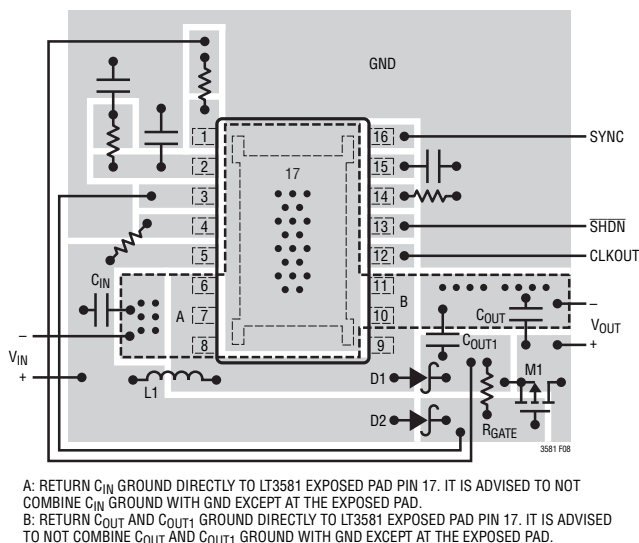 GND
1
2
3
4
5
6
7
8
17
16
15
14
13
12
11
10
9
SYNC
SHDN
CLKOUT
CIN
A
B
COUT
COUT1
–
VOUT
+
–
VIN
+
L1
D1
D2
RGATE
M1
3581 F08
A: RETURN CIN GROUND DIRECTLY TO LT3581 EXPOSED PAD PIN 17. IT IS ADVISED TO NOT
COMBINE CIN GROUND WITH GND EXCEPT AT THE EXPOSED PAD.
B: RETURN COUT AND COUT1 GROUND DIRECTLY TO LT3581 EXPOSED PAD PIN 17. IT IS ADVISED
TO NOT COMBINE COUT AND COUT1 GROUND WITH GND EXCEPT AT THE EXPOSED PAD.